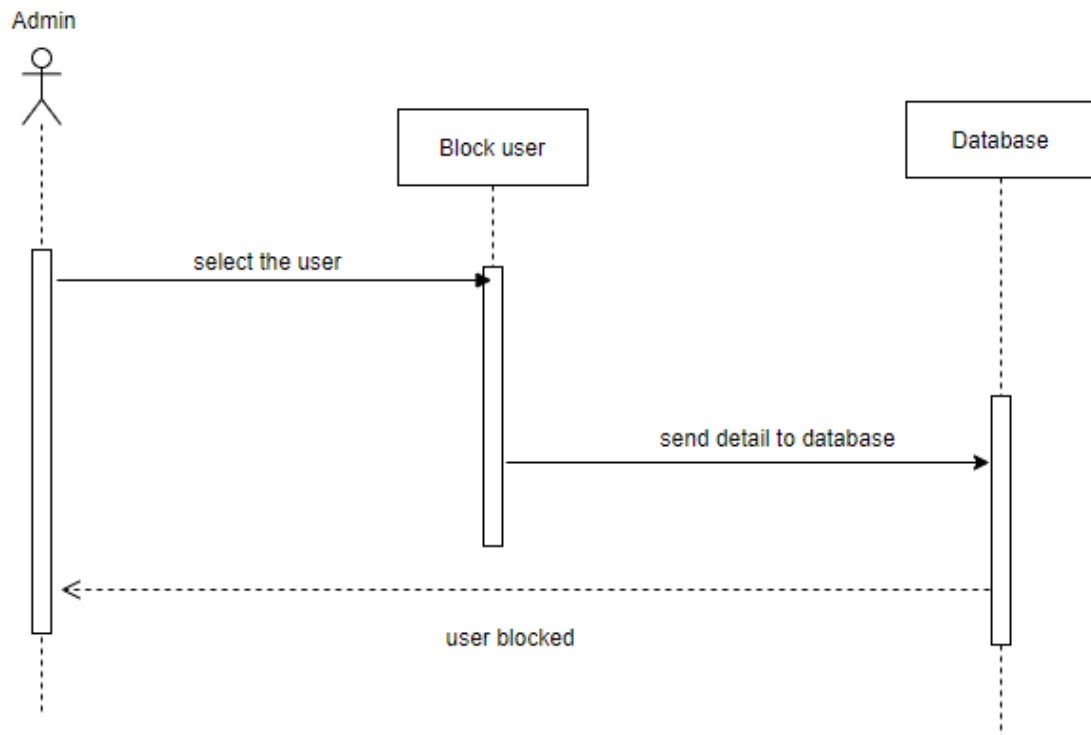 Admin
Block user
Database
select the user
send detail to database
user blocked